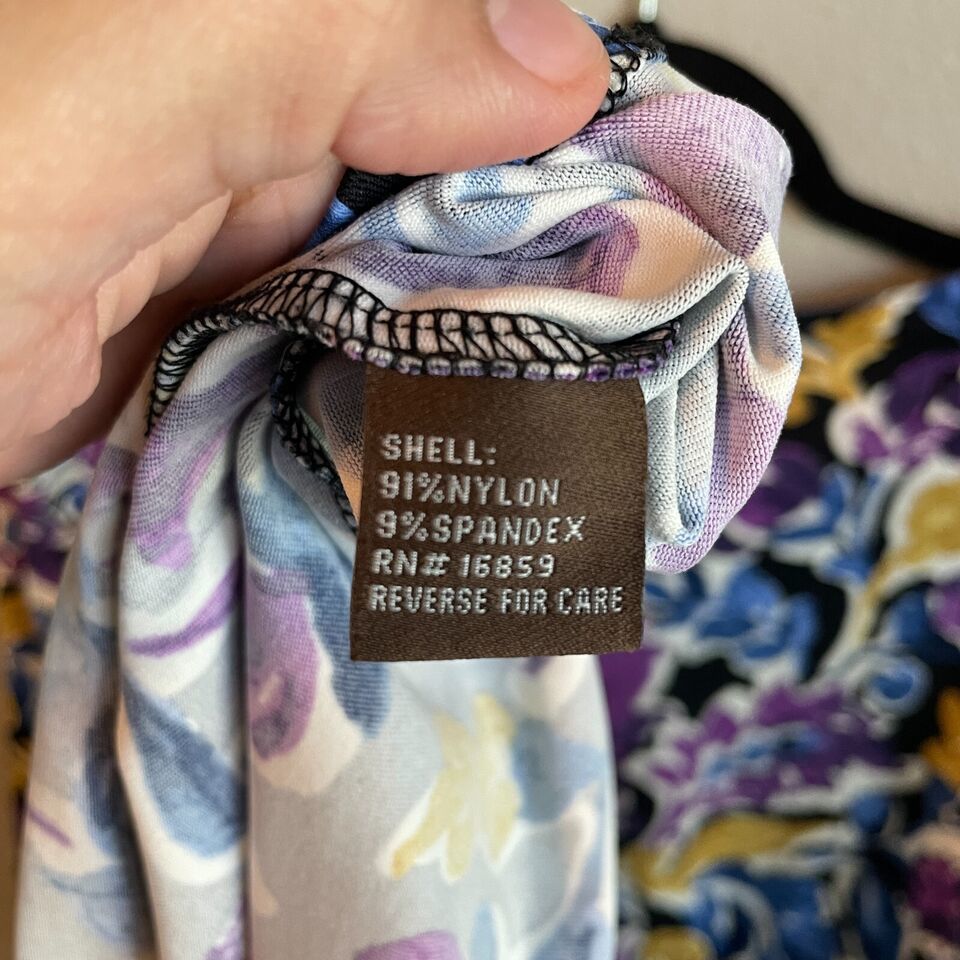 SHELL:
91%NYLON
9%SPANDEX
RN# 16859
REVERSE FOR CARE